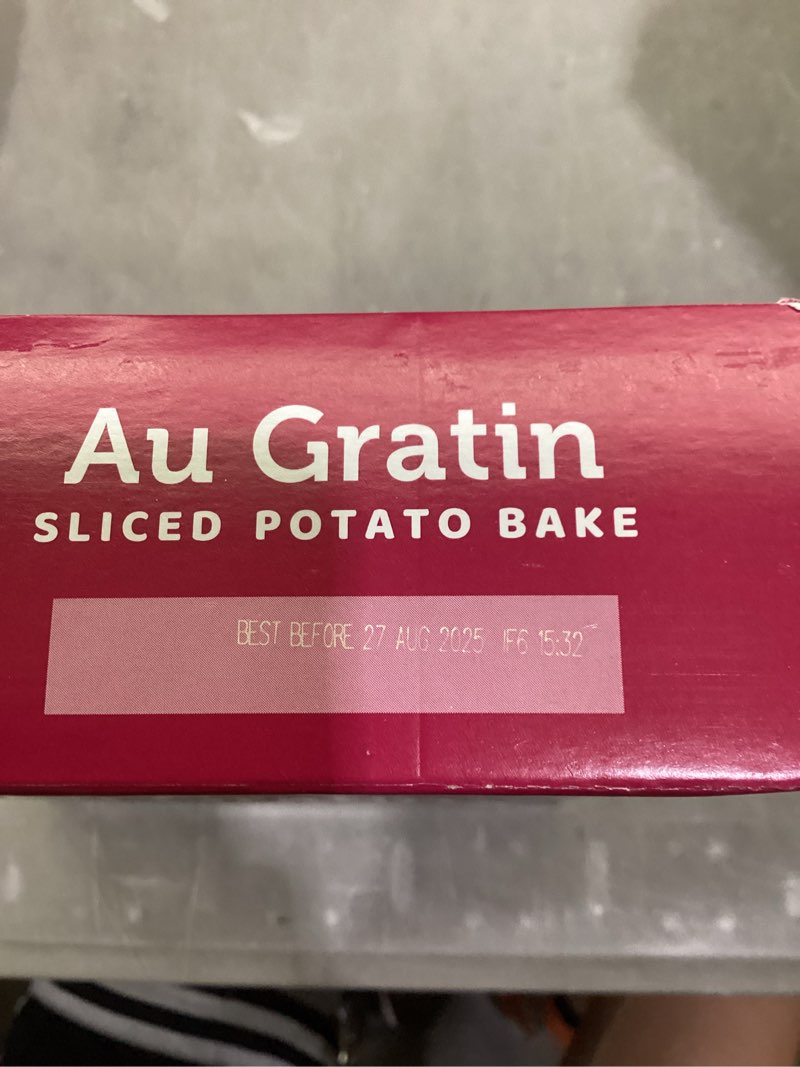 Au Gratin
SLICED POTATO BAKE
BEST BEFORE 27 AUG 2025 IF6 15:32